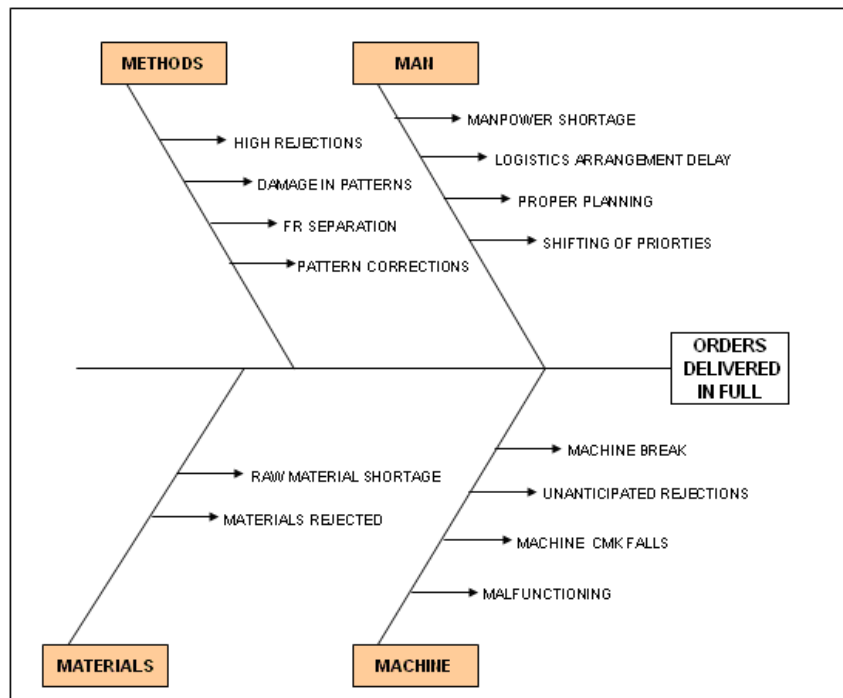 METHODS
MAN
HIGH REJECTIONS
DAMAGE IN PATTERNS
FR SEPARATION
PATTERN CORRECTIONS
MANPOWER SHORTAGE
LOGISTICS ARRANGEMENT DELAY
PROPER PLANNING
SHIFTING OF PRIORTIES
ORDERS
DELIVERED
IN FULL
RAW MATERIAL SHORTAGE
MATERIALS REJECTED
MACHINE BREAK
UNANTICIPATED REJECTIONS
MACHINE CMK FALLS
MALFUNCTIONING
MATERIALS
MACHINE